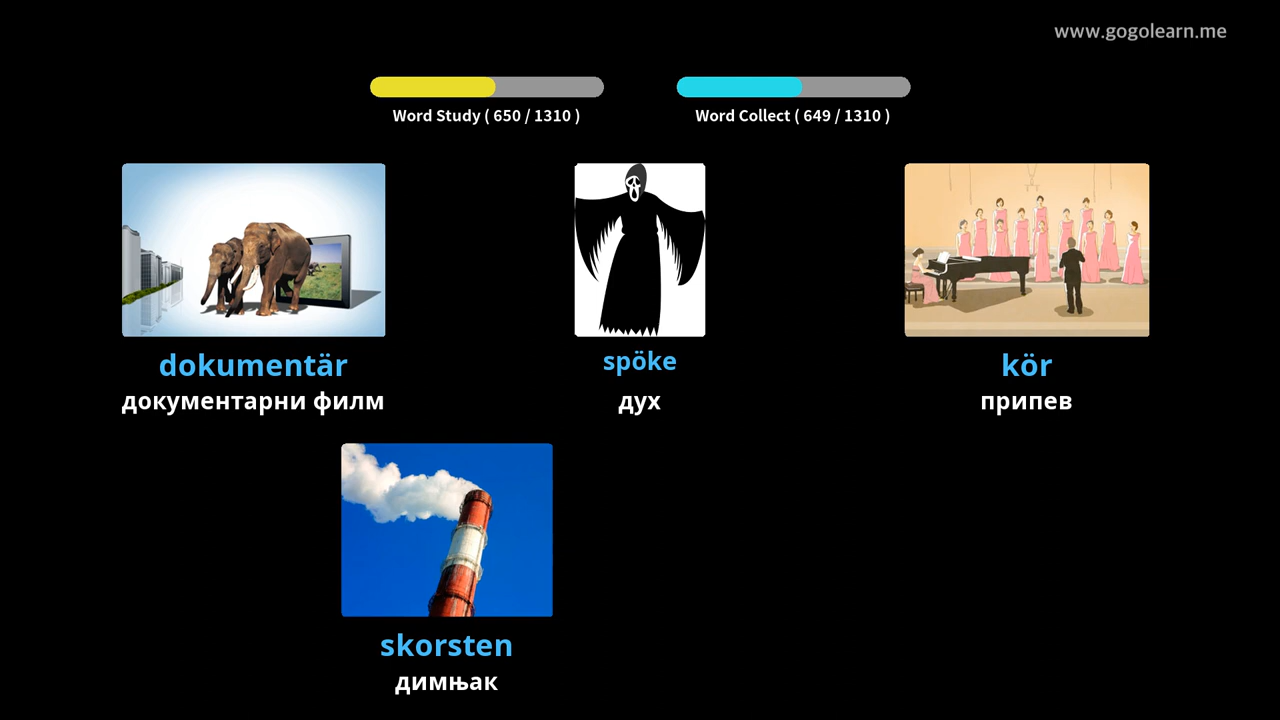 www.gogolearn.me
Word Study ( 650 / 1310 )
Word Collect ( 649 / 1310 )
dokumentär
документарни филм
spöke
дух
kör
припев
skorsten
димњак